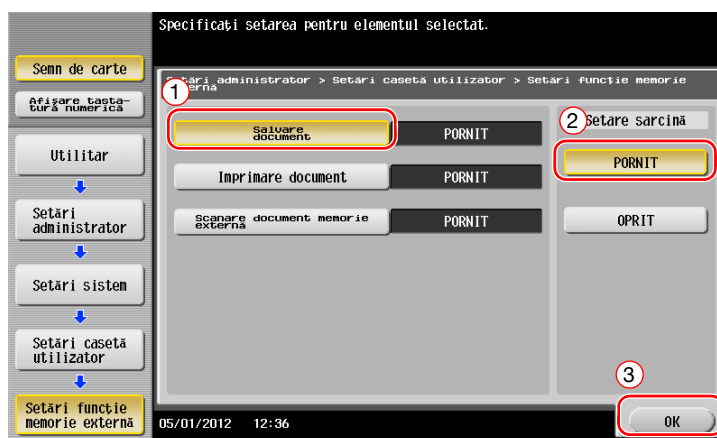 Specificați setarea pentru elementul selectat.
Semn de carte
Afișare tasta-
tură numerică
Utilitar
Setări
administrator
Setări sistem
Setări casetă
utilizator
Setări funcție
memorie externă
Setări administrator > Setări casetă utilizator > Setări funcție memorie
externă
1
Salvare
document
PORNIT
Imprimare document
PORNIT
Scanare document memorie
externă
PORNIT
2
Setare sarcină
PORNIT
OPRIT
3
05/01/2012 12:36
OK